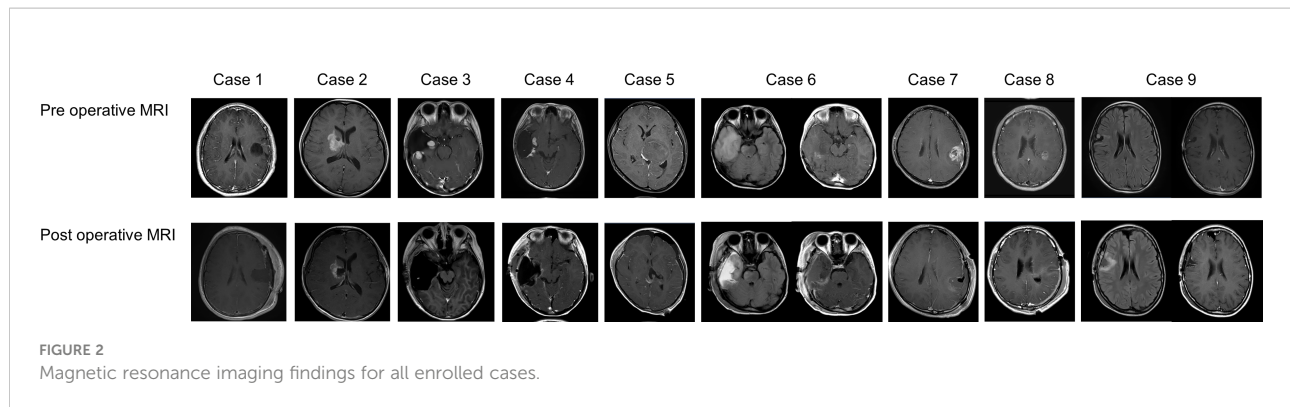 Case 1 Case 2 Case 3 Case 4 Case 5 Case 6 Case 7 Case 8 Case 9
Pre operative MRI
Post operative MRI
FIGURE 2
Magnetic resonance imaging findings for all enrolled cases.